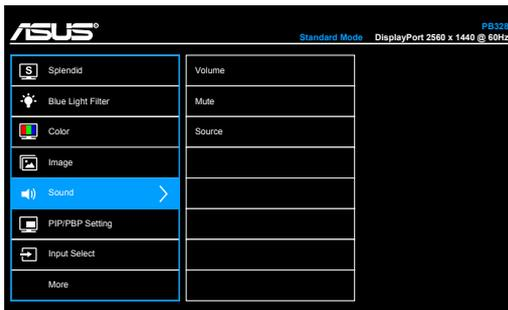 ASUS
PB328
Standard Mode DisplayPort 2560 x 1440 @ 60Hz
S Splendid
Blue Light Filter
Color
Image
Sound
PIP/PBP Setting
Input Select
More
Volume
Mute
Source